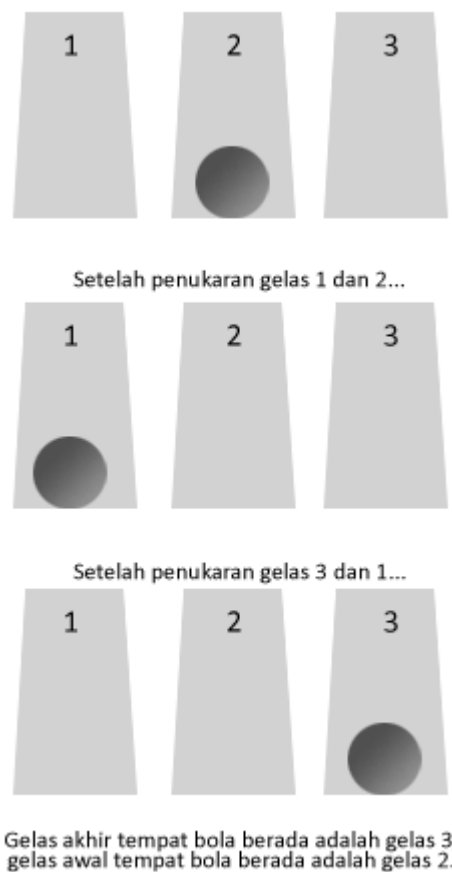 1 2 3
Setelah penukaran gelas 1 dan 2...
1 2 3
Setelah penukaran gelas 3 dan 1...
1 2 3
Gelas akhir tempat bola berada adalah gelas 3
gelas awal tempat bola berada adalah gelas 2.